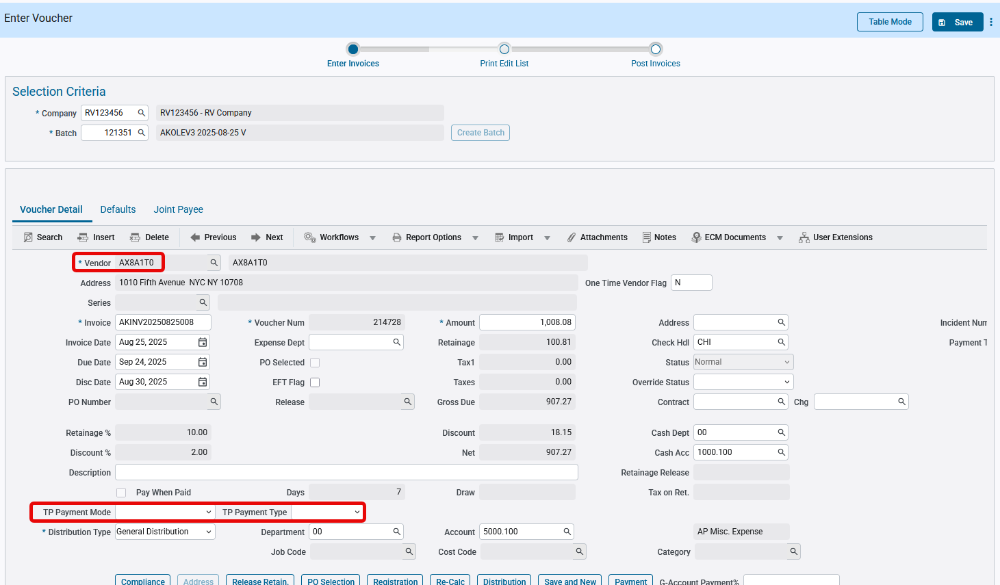 Enter Voucher
Table Mode Save
Enter Invoices Print Edit List Post Invoices
Selection Criteria
* Company RV123456 RV123456 - RV Company
* Batch 121351 AKOLEV3 2025-08-25 V Create Batch
Voucher Detail Defaults Joint Payee
Search Insert Delete Previous Next Workflows Report Options Import Attachments Notes ECM Documents User Extensions
* Vendor AX8A1T0 AX8A1T0
Address 1010 Fifth Avenue NYC NY 10708 One Time Vendor Flag N
Series
* Invoice AKINV20250825008 * Voucher Num 214728 * Amount 1,008.08 Address Incident Num
Invoice Date Aug 25, 2025 Expense Dept Retainage 100.81 Check Hdl CHI Payment T
Due Date Sep 24, 2025 PO Selected Tax1 0.00 Status Normal
Disc Date Aug 30, 2025 EFT Flag Taxes 0.00 Override Status
PO Number Release Gross Due 907.27 Contract Chg
Retainage % 10.00 Discount 18.15 Cash Dept 00
Discount % 2.00 Net 907.27 Cash Acc 1000.100
Description Retainage Release
Pay When Paid Days 7 Draw Tax on Ret.
TP Payment Mode TP Payment Type
* Distribution Type General Distribution Department 00 Account 5000.100 AP Misc. Expense
Job Code Cost Code Category
Compliance Address Release Retain. PO Selection Registration Re-Calc Distribution Save and New Payment G-Account Payment%